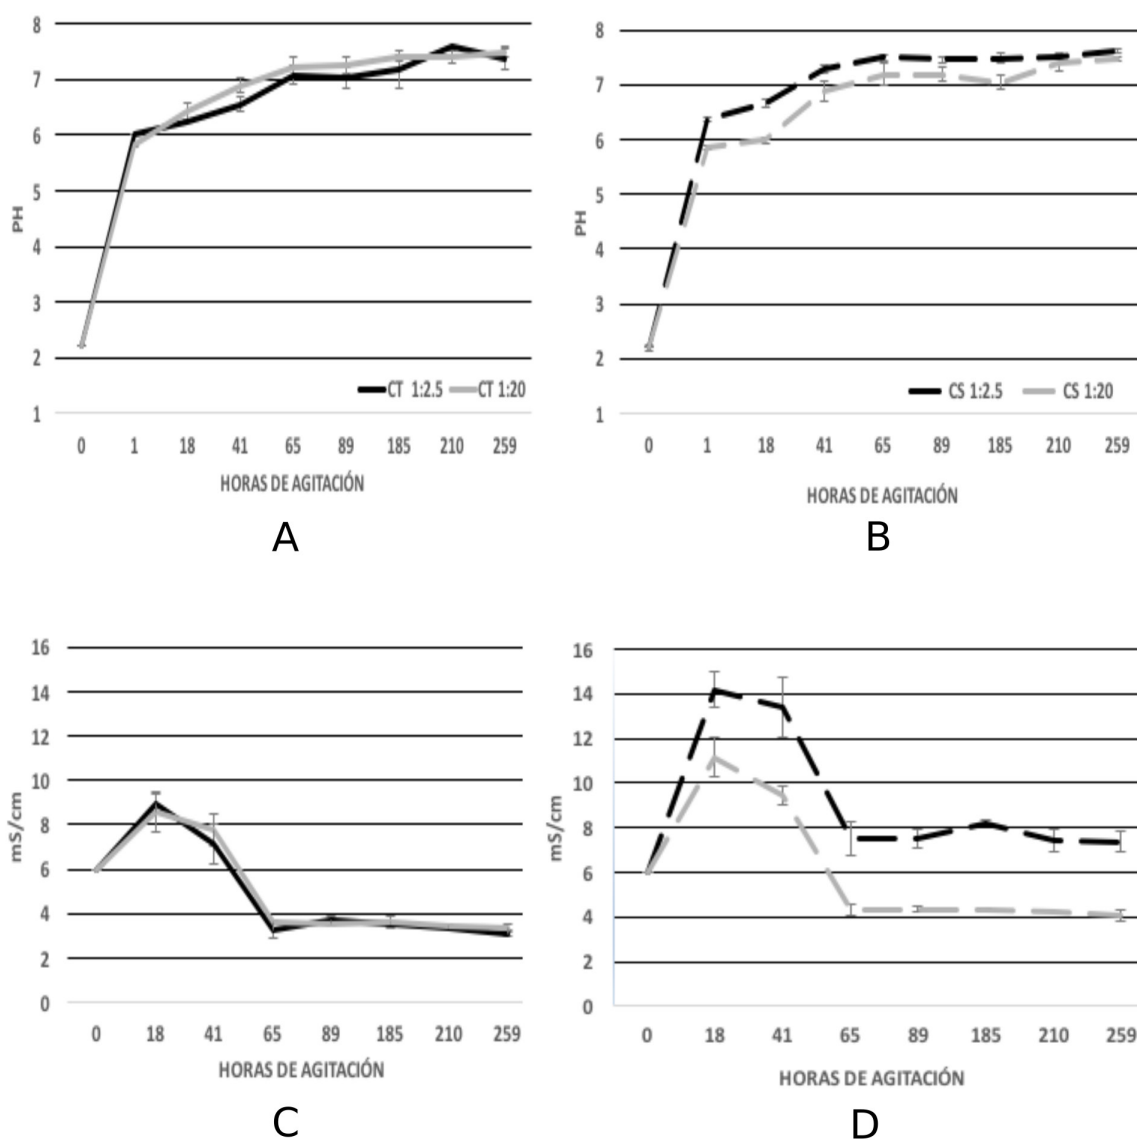 8
7
6
5
4
3
2
1
PH
CT 1:2.5 CT 1:20
0 1 18 41 65 89 185 210 259
HORAS DE AGITACIÓN
A
8
7
6
5
4
3
2
1
PH
CS 1:2.5 CS 1:20
0 1 18 41 65 89 185 210 259
HORAS DE AGITACIÓN
B
16
14
12
10
8
6
4
2
0
mS/cm
0 18 41 65 89 185 210 259
HORAS DE AGITACIÓN
C
16
14
12
10
8
6
4
2
0
mS/cm
0 18 41 65 89 185 210 259
HORAS DE AGITACIÓN
D